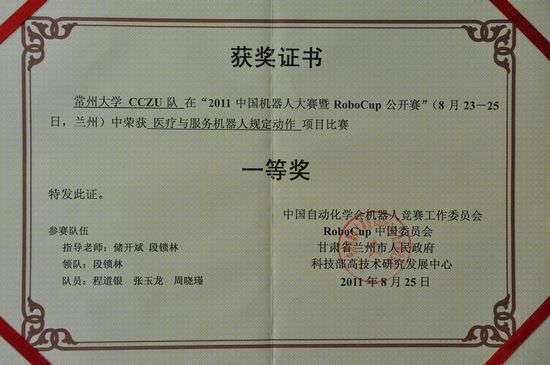 获奖证书
常州大学 CCZU 队 在“2011 中国机器人大赛暨 RoboCup 公开赛”（8 月 23－25
日，兰州）中荣获 医疗与服务机器人规定动作 项目比赛
一等奖
特发此证。
中国自动化学会机器人竞赛工作委员会
RoboCup 中国委员会
甘肃省兰州市人民政府
科技部高技术研究发展中心
2011 年 8 月 25 日
参赛队伍
指导老师：储开斌 段锁林
领队：段锁林
队员：程道银 张玉龙 周晓瑾